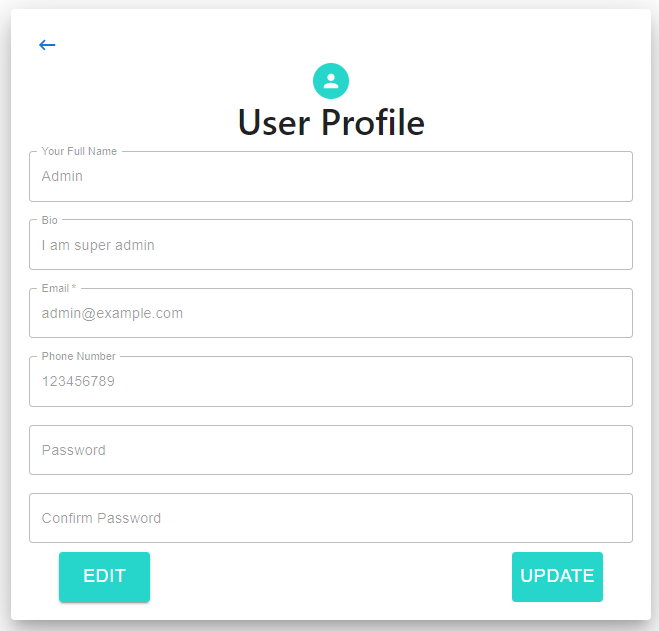 User Profile
Your Full Name
Admin
Bio
I am super admin
Email *
admin@example.com
Phone Number
123456789
Password
Confirm Password
EDIT
UPDATE